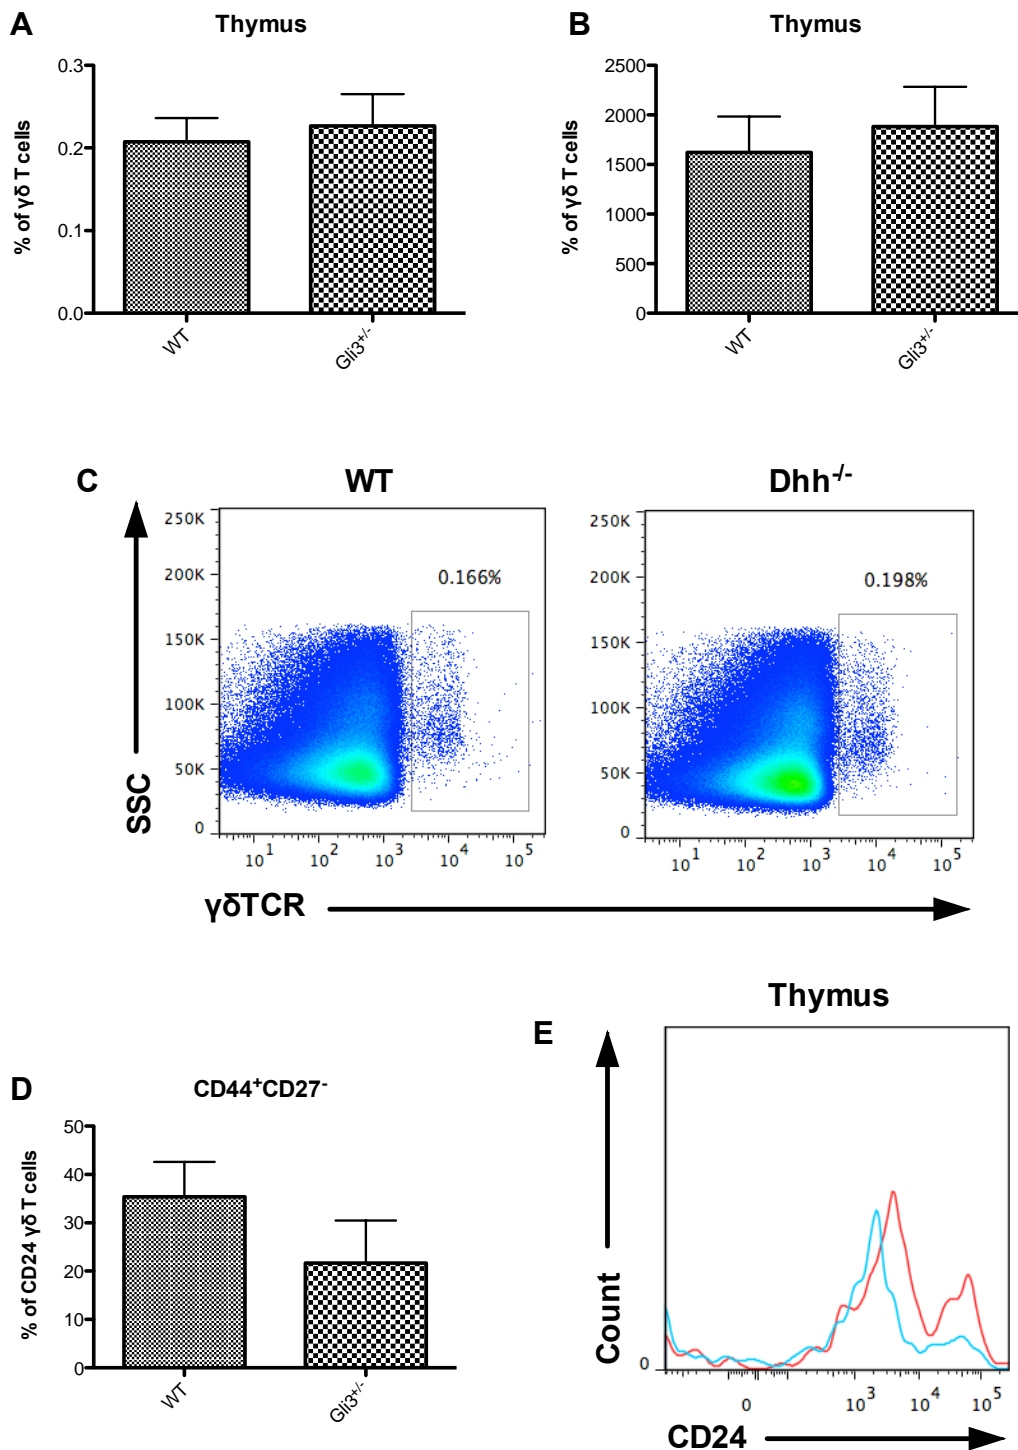 A
Thymus
% of γδ T cells
0.3
0.2
0.1
0.0
WT
Gli3+/-
B
Thymus
% of γδ T cells
2500
2000
1500
1000
500
0
WT
Gli3+/-
C
WT
Dhh-/-
SSC
250K
200K
150K
100K
50K
0
0.166%
10^1 10^2 10^3 10^4 10^5
250K
200K
150K
100K
50K
0
0.198%
10^1 10^2 10^3 10^4 10^5
γδTCR
D
CD44+CD27-
% of CD24 γδ T cells
50
40
30
20
10
0
WT
Gli3+/-
E
Thymus
Count
0
0 10^3 10^4 10^5
CD24